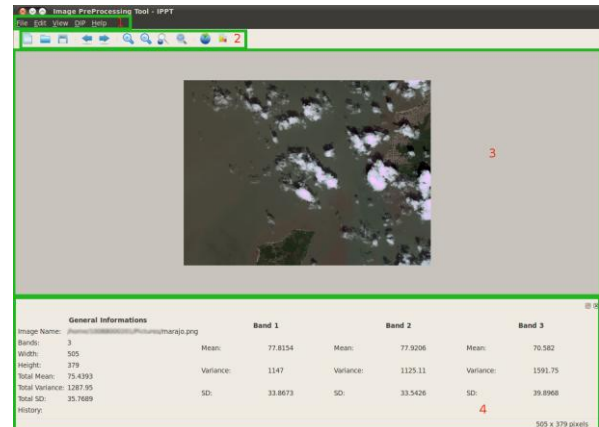 Image PreProcessing Tool - IPPT
File Edit View DIP Help 1
2
3
General Informations
Image Name: /marajo.png
Bands: 3
Width: 505
Height: 379
Total Mean: 75.4393
Total Variance: 1287.95
Total SD: 35.7689
History:
Band 1
Mean: 77.8154
Variance: 1147
SD: 33.8673
Band 2
Mean: 77.9206
Variance: 1125.11
SD: 33.5426
Band 3
Mean: 70.582
Variance: 1591.75
SD: 39.8968
4
505 x 379 pixels